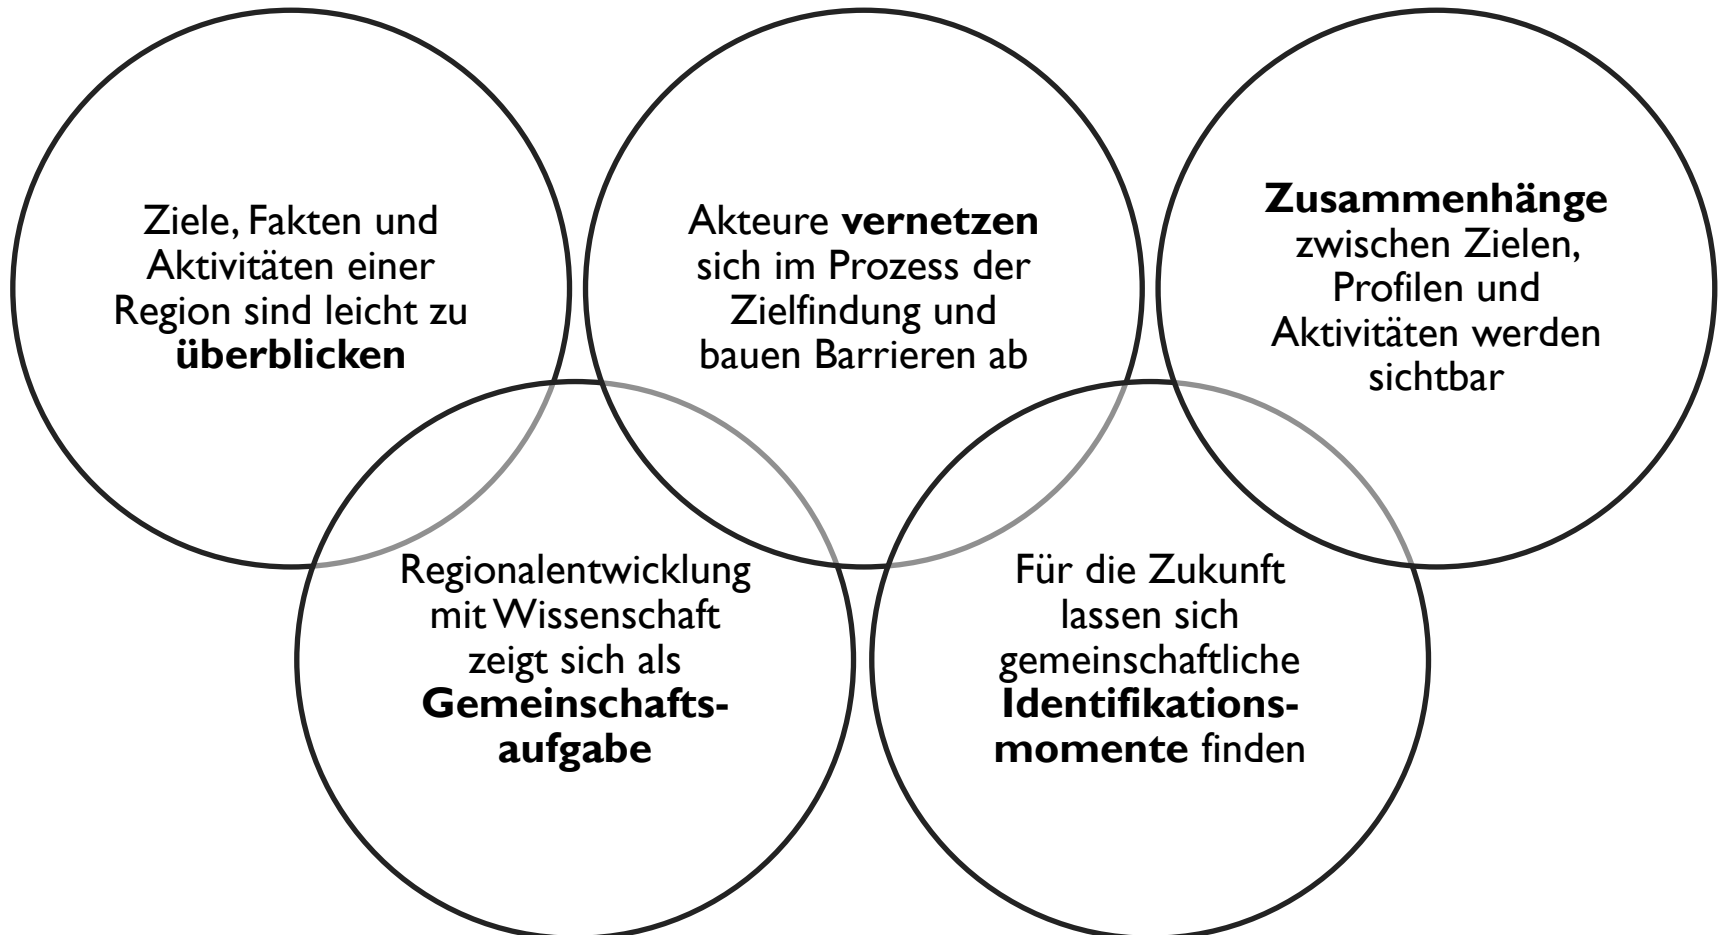 Ziele, Fakten und
Aktivitäten einer
Region sind leicht zu
überblicken
Akteure vernetzen
sich im Prozess der
Zielfindung und
bauen Barrieren ab
Zusammenhänge
zwischen Zielen,
Profilen und
Aktivitäten werden
sichtbar
Regionalentwicklung
mit Wissenschaft
zeigt sich als
Gemeinschafts-
aufgabe
Für die Zukunft
lassen sich
gemeinschaftliche
Identifikations-
momente finden